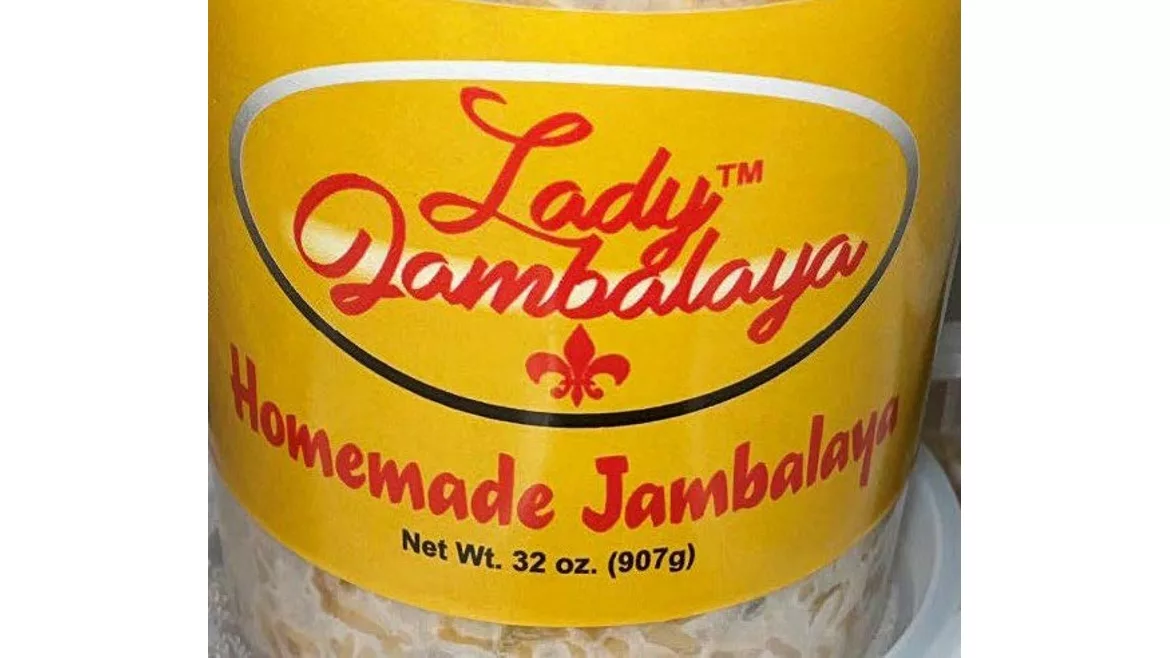 Lady™
Jambalaya
Homemade Jambalaya
Net Wt. 32 oz. (907g)